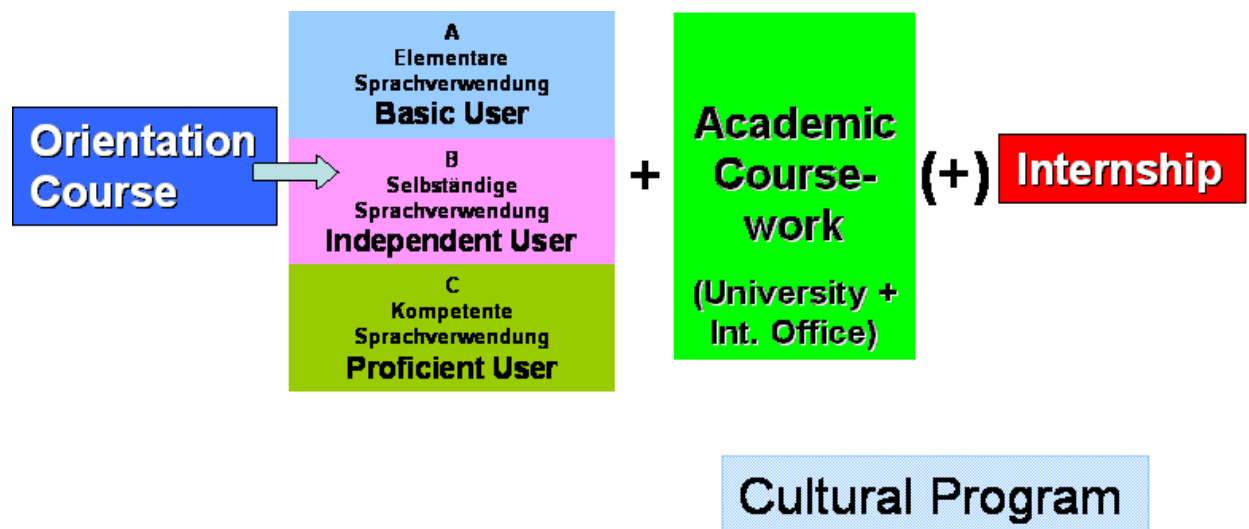 Orientation
Course
A
Elementare
Sprachverwendung
Basic User
B
Selbständige
Sprachverwendung
Independent User
C
Kompetente
Sprachverwendung
Proficient User
+
Academic
Course-
work
(University +
Int. Office)
(+)
Internship
Cultural Program